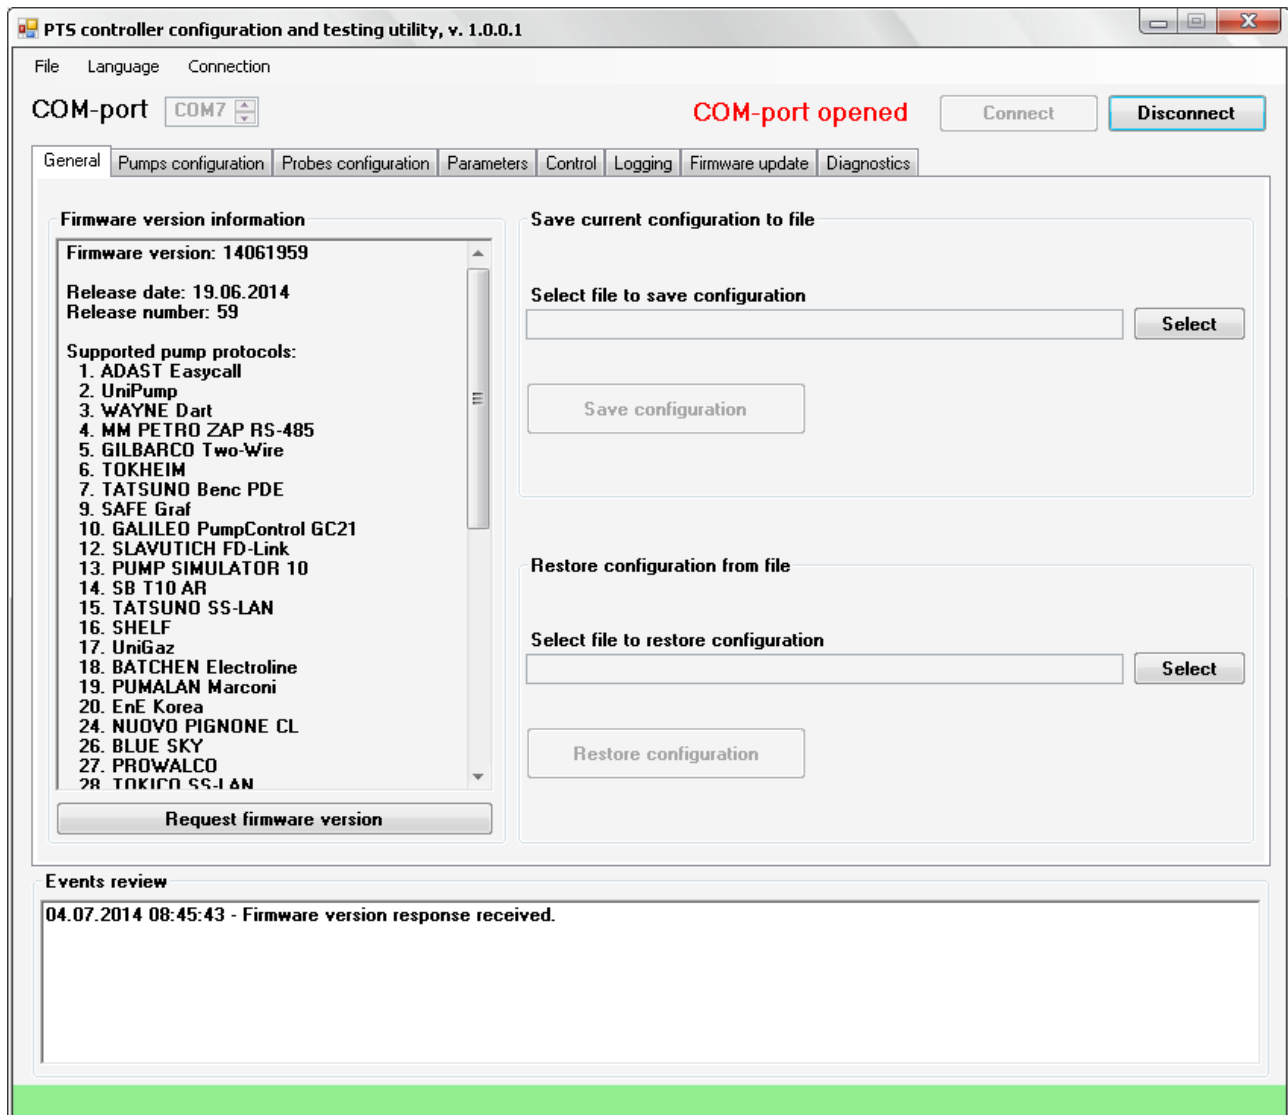 PTS controller configuration and testing utility, v. 1.0.0.1
File Language Connection
COM-port COM7 COM-port opened Connect Disconnect
General Pumps configuration Probes configuration Parameters Control Logging Firmware update Diagnostics
Firmware version information
Firmware version: 14061959
Release date: 19.06.2014
Release number: 59
Supported pump protocols:
1. ADAST Easycall
2. UniPump
3. WAYNE Dart
4. MM PETRO ZAP RS-485
5. GILBARCO Two-Wire
6. TOKHEIM
7. TATSUNO Benc PDE
9. SAFE Graf
10. GALILEO PumpControl GC21
12. SLAVUTICH FD-Link
13. PUMP SIMULATOR 10
14. SB T10 AR
15. TATSUNO SS-LAN
16. SHELF
17. UniGaz
18. BATCHEN Electroline
19. PUMALAN Marconi
20. EnE Korea
24. NUOVO PIGNONE CL
26. BLUE SKY
27. PROWALCO
28. TOKICO SS-LAN
Request firmware version
Save current configuration to file
Select file to save configuration
Select
Save configuration
Restore configuration from file
Select file to restore configuration
Select
Restore configuration
Events review
04.07.2014 08:45:43 - Firmware version response received.